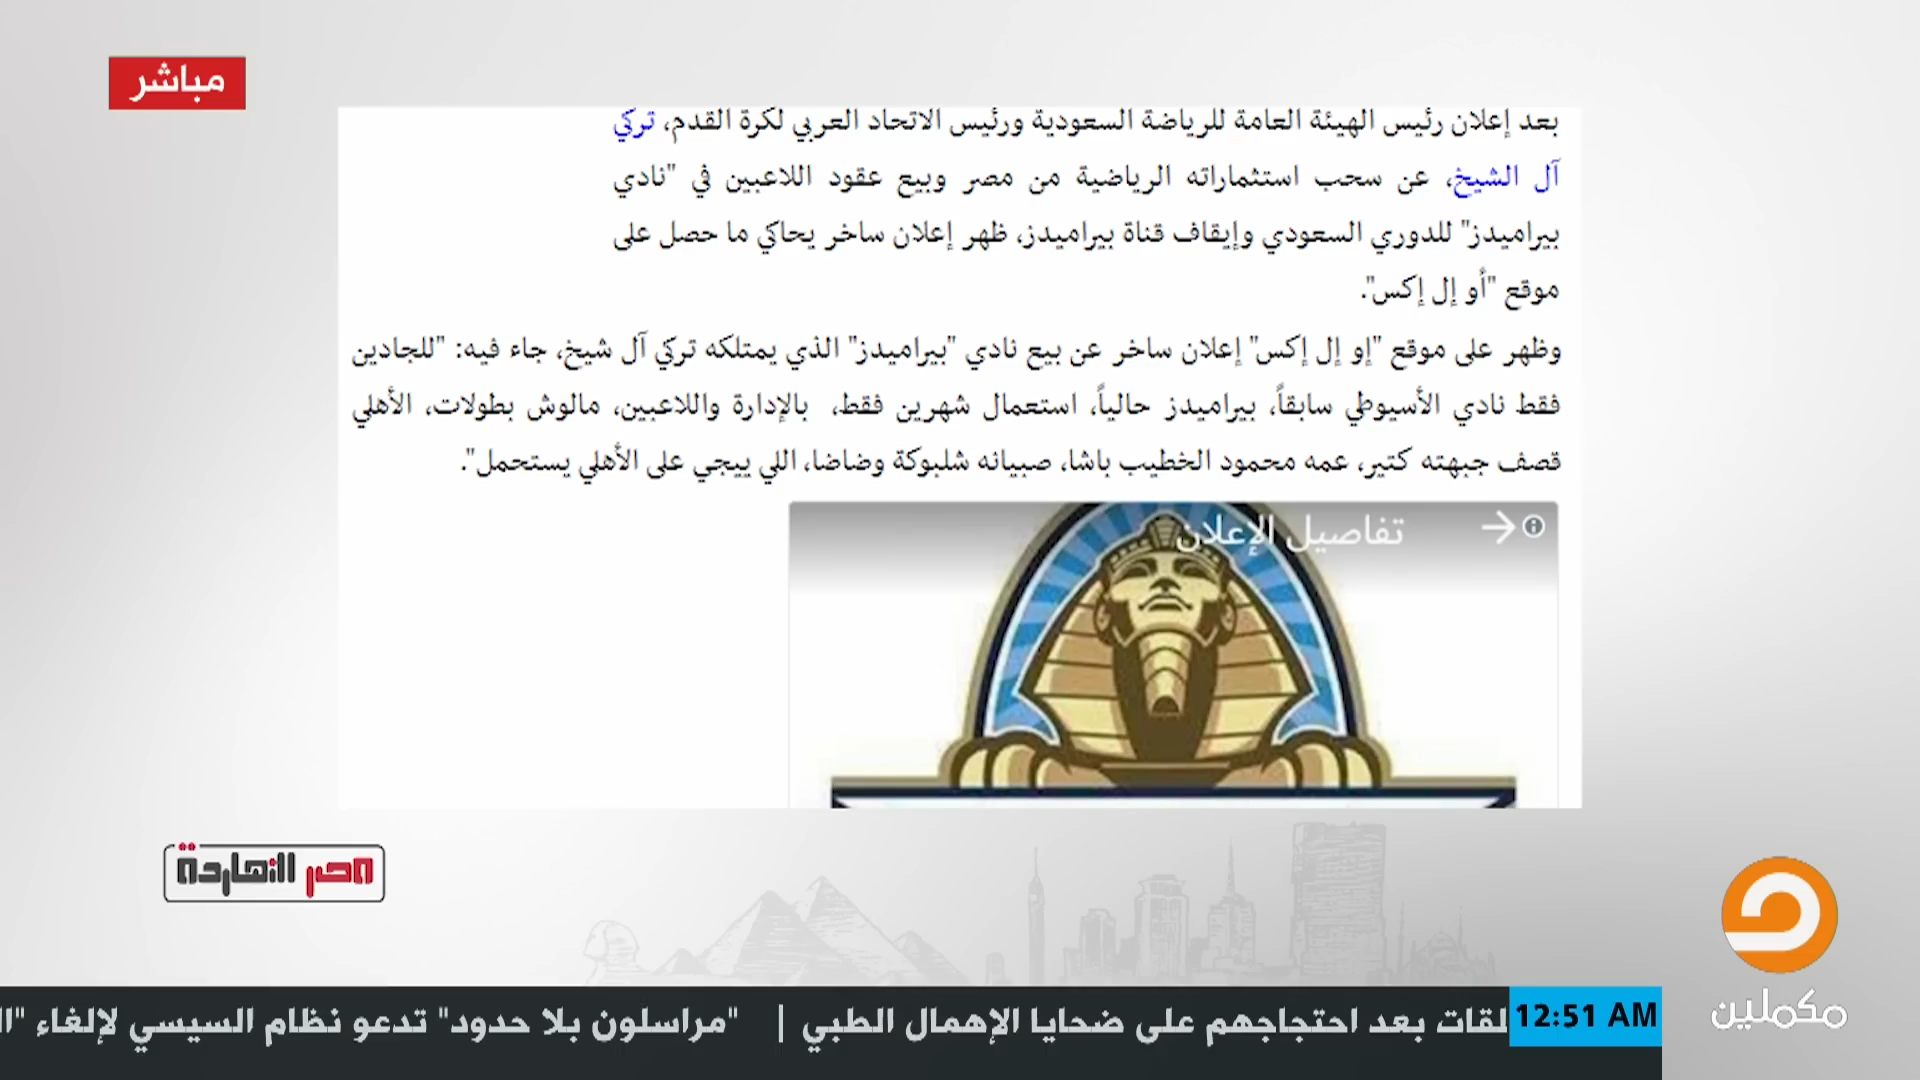 مباشر
بعد إعلان رئيس الهيئة العامة للرياضة السعودية ورئيس الاتحاد العربي لكرة القدم، تركي
آل الشيخ، عن سحب استثماراته الرياضية من مصر وبيع عقود اللاعبين في "نادي
بيراميدز" للدوري السعودي وإيقاف قناة بيراميدز، ظهر إعلان ساخر يحاكي ما حصل على
موقع "أو إل إكس".
وظهر على موقع "إو إل إكس" إعلان ساخر عن بيع نادي "بيراميدز" الذي يمتلكه تركي آل شيخ، جاء فيه: "للجادين
فقط نادي الأسيوطي سابقاً، بيراميدز حالياً، استعمال شهرين فقط، بالإدارة واللاعبين، مالوش بطولات، الأهلي
قصف جبهته كتير، عمه محمود الخطيب باشا، صبيانه شلبوكة وضاضا، اللي ييجي على الأهلي يستحمل".
تفاصيل الإعلان
مصر النهاردة
مكملين
12:51 AM
لقات بعد احتجاجهم على ضحايا الإهمال الطبي | "مراسلون بلا حدود" تدعو نظام السيسي لإلغاء "ال